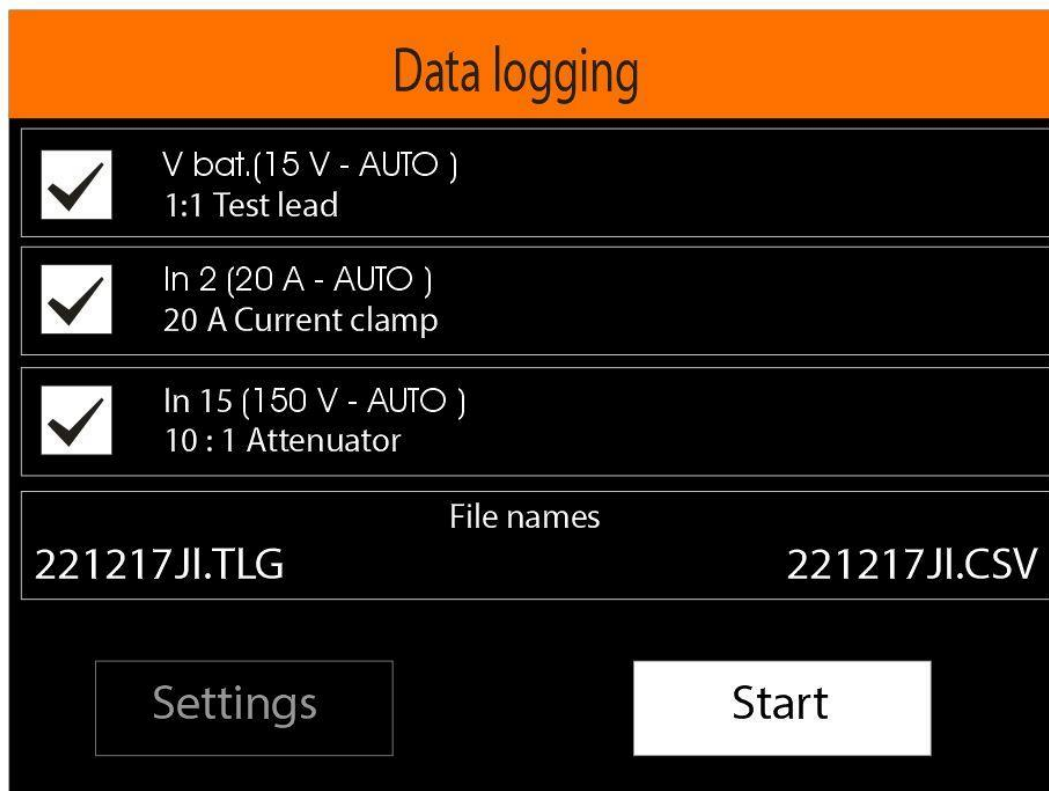 Data logging
V bat.(15 V - AUTO )
1:1 Test lead
In 2 (20 A - AUTO )
20 A Current clamp
In 15 (150 V - AUTO )
10 : 1 Attenuator
File names
221217JI.TLG 221217JI.CSV
Settings Start